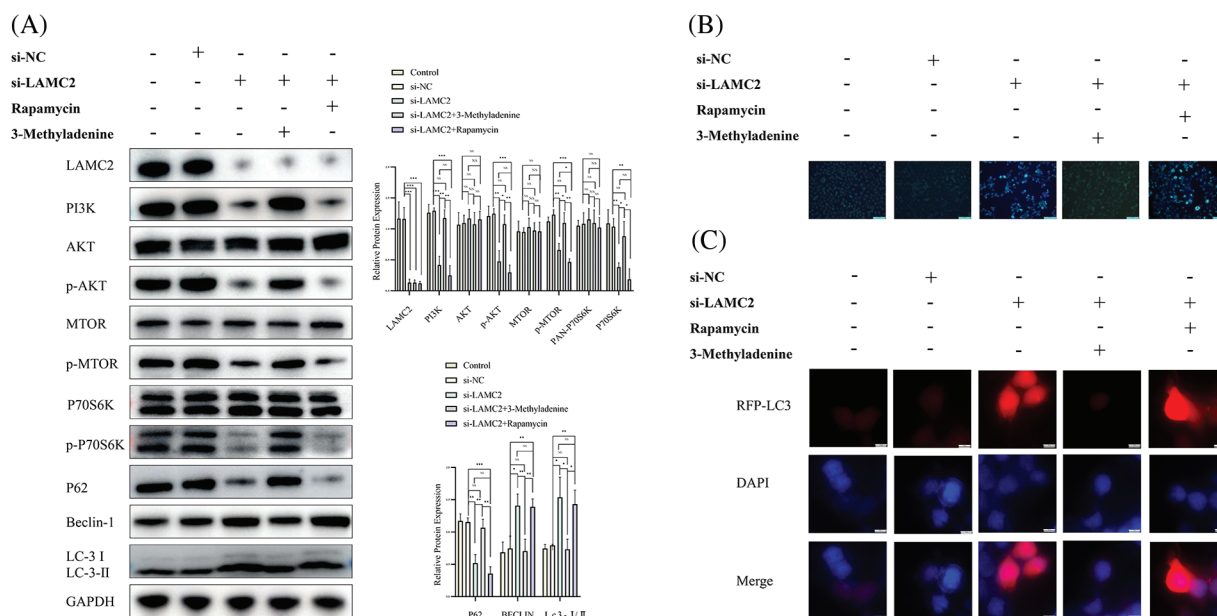 (A)
si-NC - + - - -
si-LAMC2 - - + + +
Rapamycin - - - - +
3-Methyladenine - - - + -
LAMC2
PI3K
AKT
p-AKT
MTOR
p-MTOR
P70S6K
p-P70S6K
P62
Beclin-1
LC-3 I
LC-3-II
GAPDH
Control
si-NC
si-LAMC2
si-LAMC2+3-Methyladenine
si-LAMC2+Rapamycin
Relative Protein Expression
LAMC2 PI3K AKT p-AKT MTOR p-MTOR PAN-P70S6K P70S6K
Control
si-NC
si-LAMC2
si-LAMC2+3-Methyladenine
si-LAMC2+Rapamycin
Relative Protein Expression
P62 BECLIN Lc3-I/II
(B)
si-NC - + - - -
si-LAMC2 - - + + +
Rapamycin - - - - +
3-Methyladenine - - - + -
(C)
si-NC - + - - -
si-LAMC2 - - + + +
Rapamycin - - - - +
3-Methyladenine - - - + -
RFP-LC3
DAPI
Merge